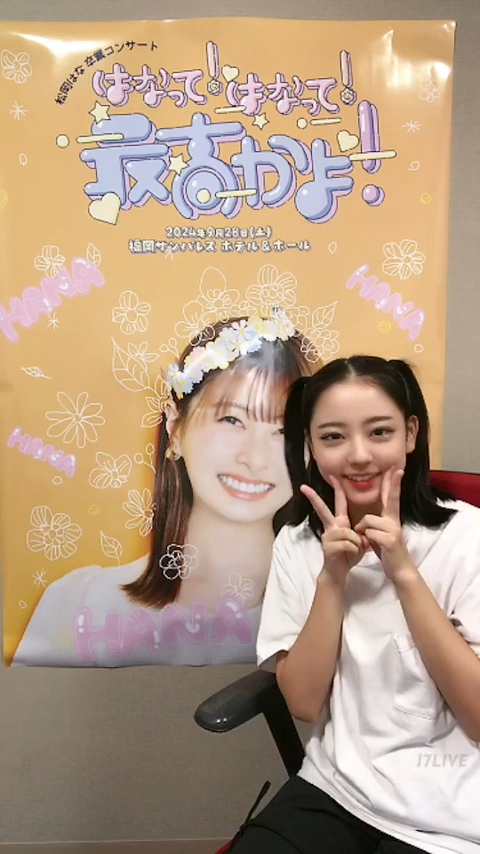 松岡はな 卒業コンサート
はなって! はなって!
最高かよ!
2024年9月28日(土)
福岡サンパレス ホテル&ホール
HANA
HANA
HANA
HANA
17LIVE